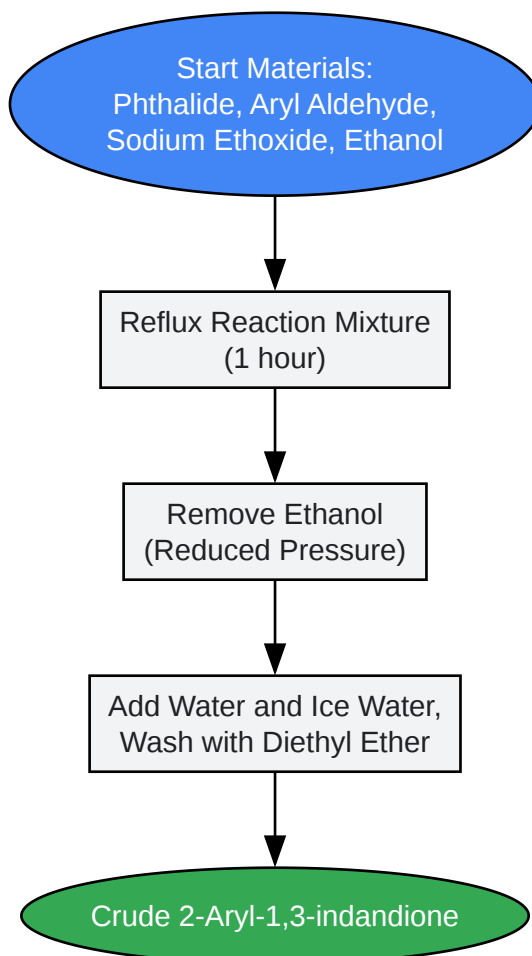 Start Materials:
Phthalide, Aryl Aldehyde,
Sodium Ethoxide, Ethanol
Reflux Reaction Mixture
(1 hour)
Remove Ethanol
(Reduced Pressure)
Add Water and Ice Water,
Wash with Diethyl Ether
Crude 2-Aryl-1,3-indandione